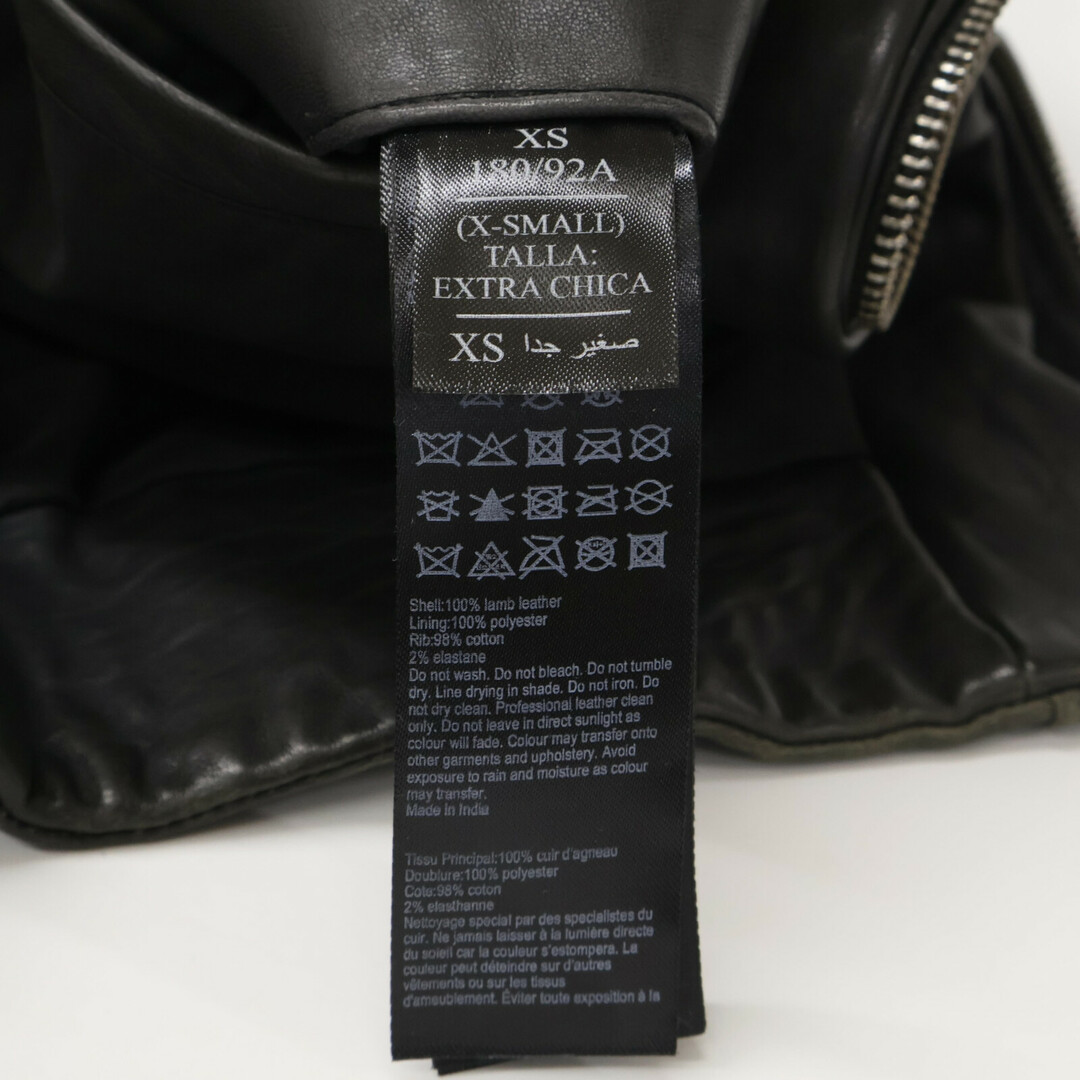 XS
180/92A
(X-SMALL)
TALLA:
EXTRA CHICA
XS صغير جدا
Shell:100% lamb leather
Lining:100% polyester
Rib:98% cotton
2% elastane
Do not wash. Do not bleach. Do not tumble
dry. Line drying in shade. Do not iron. Do
not dry clean. Professional leather clean
only. Do not leave in direct sunlight as
colour will fade. Colour may transfer onto
other garments and upholstery. Avoid
exposure to rain and moisture as colour
may transfer.
Made in India
Tissu Principal:100% cuir d'agneau
Doublure:100% polyester
Cote:98% coton
2% elasthanne
Nettoyage special par des specialistes du
cuir. Ne jamais laisser à la lumière directe
du soleil car la couleur s'estompera. La
couleur peut déteindre sur d'autres
vêtements ou sur les tissus
d'ameublement. Éviter toute exposition à la